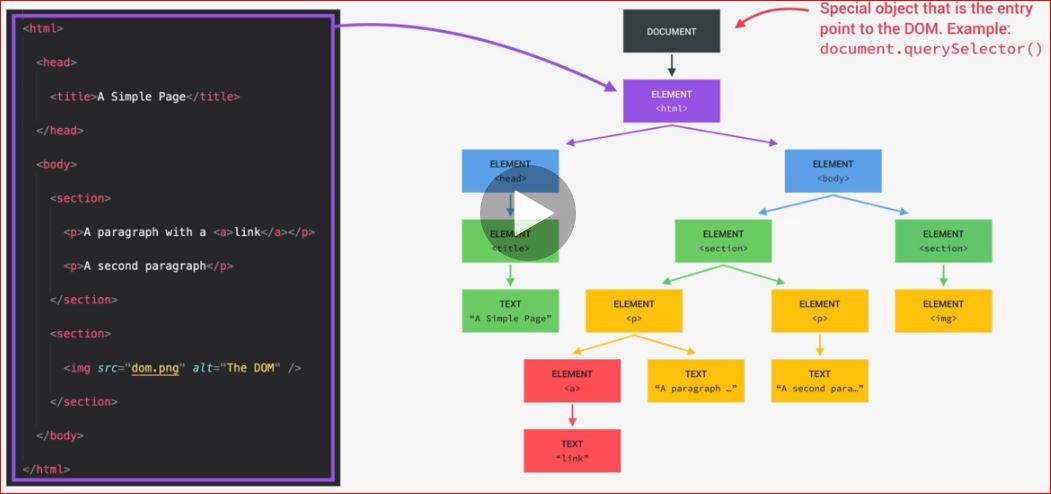 <html>
<head>
<title>A Simple Page</title>
</head>
<body>
<section>
<p>A paragraph with a <a>link</a></p>
<p>A second paragraph</p>
</section>
<section>
<img src="dom.png" alt="The DOM" />
</section>
</body>
</html>
Special object that is the entry
point to the DOM. Example:
document.querySelector()
DOCUMENT
ELEMENT
<html>
ELEMENT
<head>
ELEMENT
<body>
ELEMENT
<title>
ELEMENT
<section>
ELEMENT
<section>
TEXT
“A Simple Page”
ELEMENT
<p>
ELEMENT
<p>
ELEMENT
<img>
ELEMENT
<a>
TEXT
“A paragraph …”
TEXT
“A second para…”
TEXT
“link”